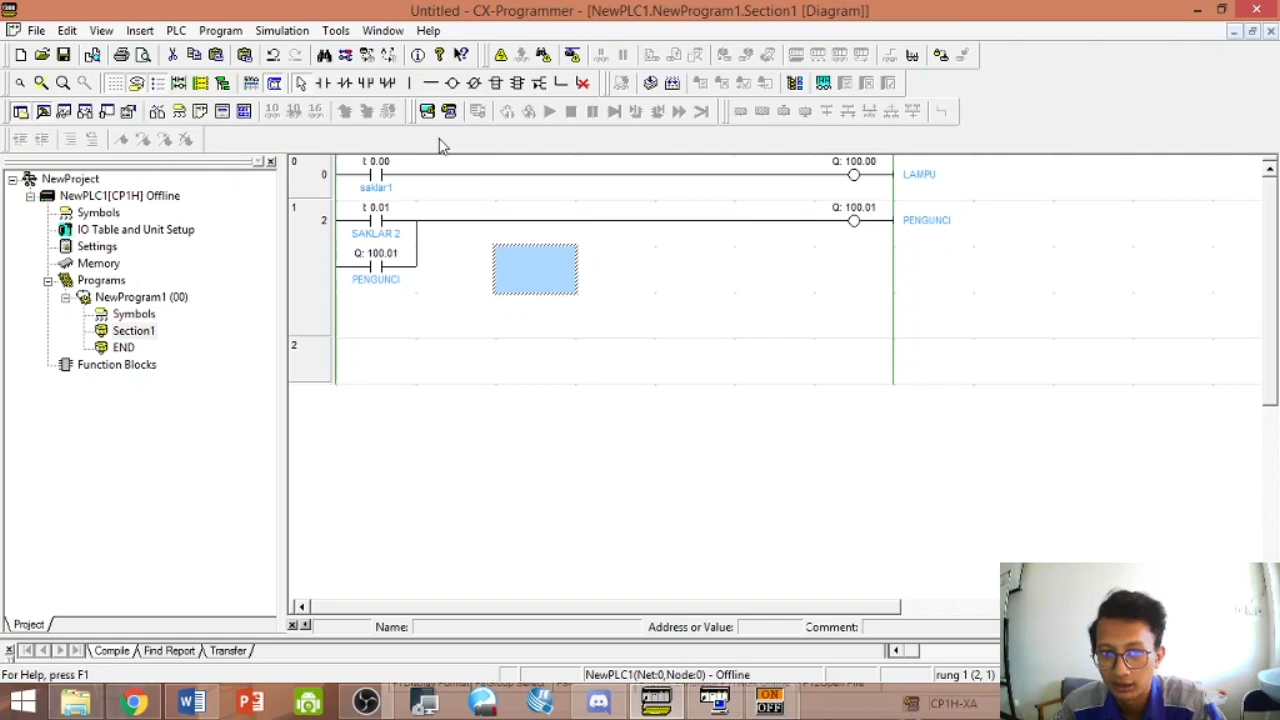 Untitled - CX-Programmer - [NewPLC1.NewProgram1.Section1 [Diagram]]
File Edit View Insert PLC Program Simulation Tools Window Help
NewProject
NewPLC1[CP1H] Offline
Symbols
IO Table and Unit Setup
Settings
Memory
Programs
NewProgram1 (00)
Symbols
Section1
END
Function Blocks
Project
0
0
I: 0.00
saklar1
Q: 100.00
LAMPU
1
2
I: 0.01
SAKLAR 2
Q: 100.01
PENGUNCI
Q: 100.01
PENGUNCI
2
Name: Address or Value: Comment:
Compile Find Report Transfer
For Help, press F1
NewPLC1(Net:0,Node:0) - Offline
rung 1 (2, 1)
ON
OFF
CP1H-XA